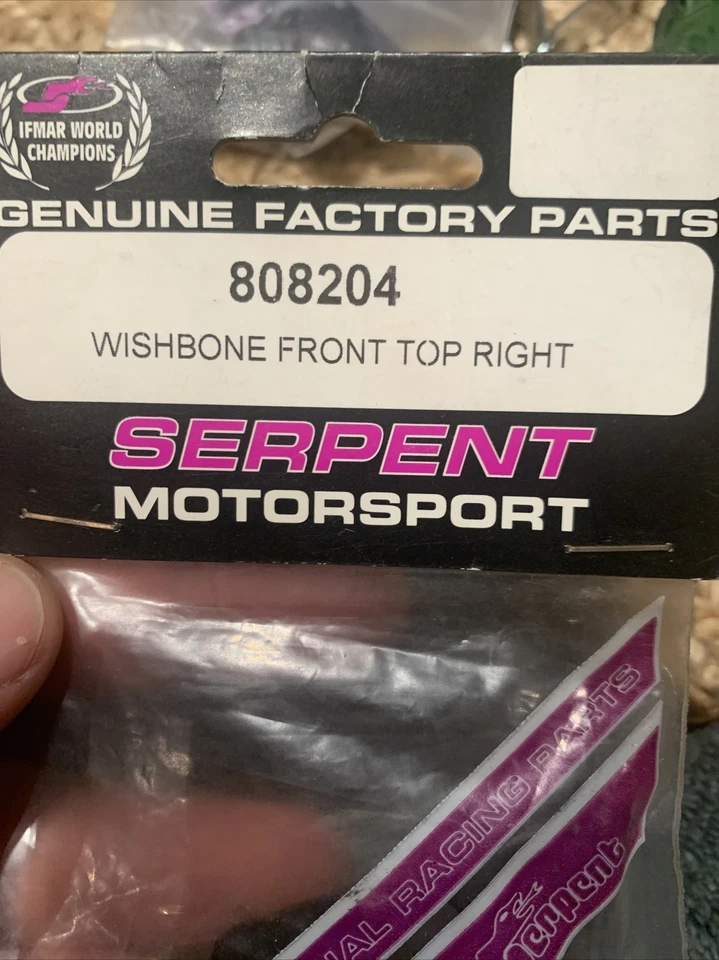 IFMAR WORLD
CHAMPIONS
GENUINE FACTORY PARTS
808204
WISHBONE FRONT TOP RIGHT
SERPENT
MOTORSPORT
RACING PARTS
serpent